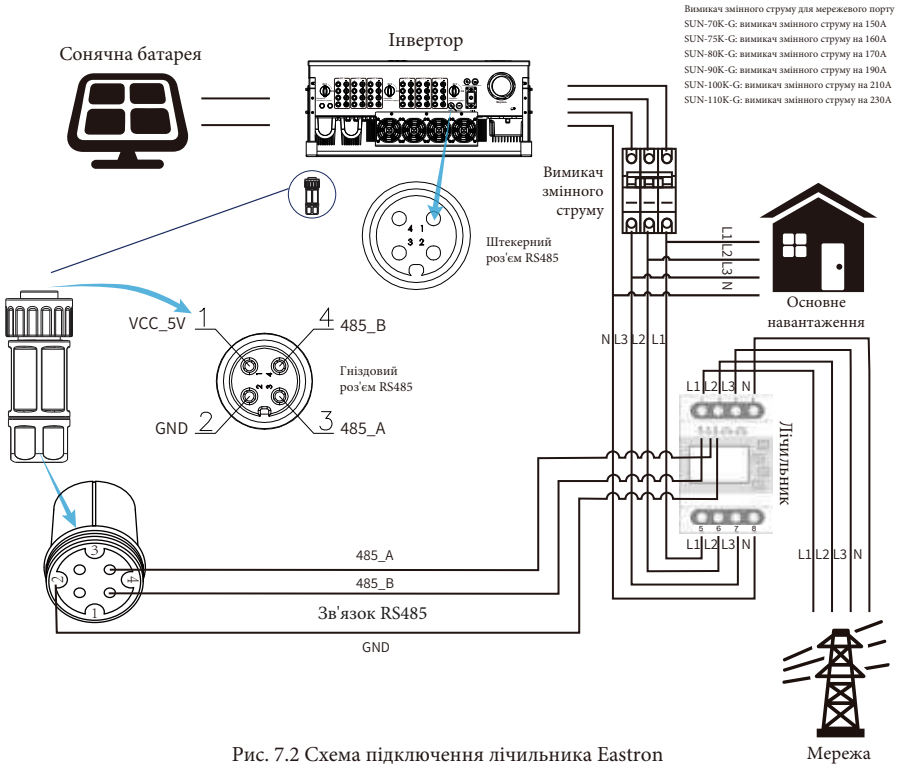 Вимикач змінного струму для мережевого порту
SUN-70K-G: вимикач змінного струму на 150A
SUN-75K-G: вимикач змінного струму на 160A
SUN-80K-G: вимикач змінного струму на 170A
SUN-90K-G: вимикач змінного струму на 190A
SUN-100K-G: вимикач змінного струму на 210A
SUN-110K-G: вимикач змінного струму на 230A
Сонячна батарея
Інвертор
Вимикач
змінного
струму
4 1
3 2
Штекерний
роз'єм RS485
L1
L2
L3
N
Основне
навантаження
N L3 L2 L1
VCC_5V 1
4 485_B
1 4
2 3
Гніздовий
роз'єм RS485
GND 2
3 485_A
L1 L2 L3 N
Лічильник
5 6 7 8
L1 L2 L3 N
L1 L2 L3 N
3
2 4
1
485_A
485_B
Зв'язок RS485
GND
Мережа
Рис. 7.2 Схема підключення лічильника Eastron